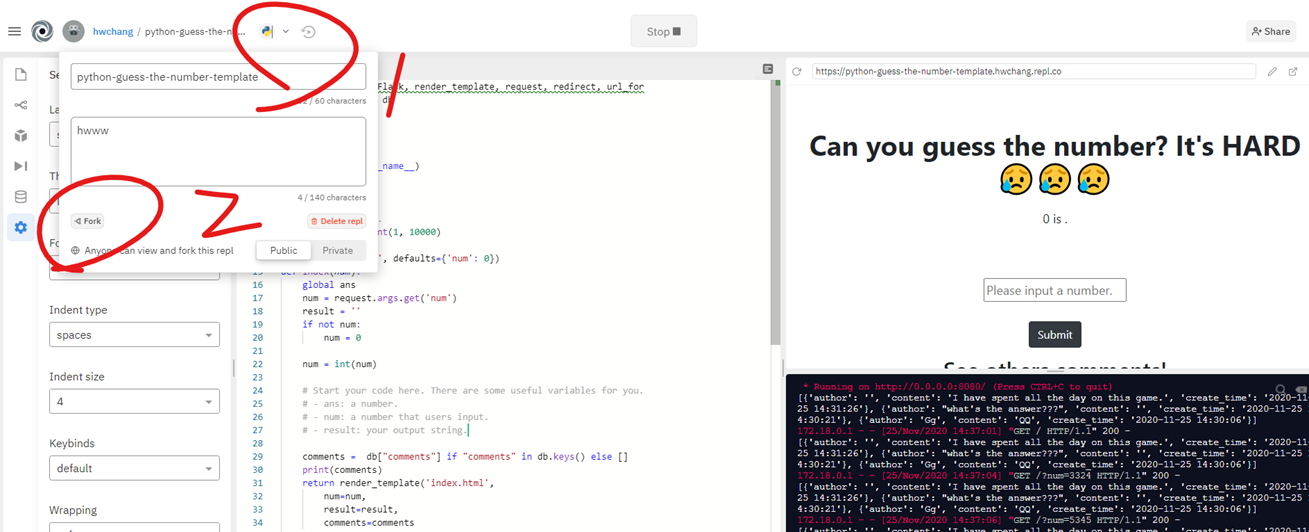 hwchang / python-guess-the-nu...
Stop
Share
python-guess-the-number-template
/ 60 characters
hwww
4 / 140 characters
Fork
Delete repl
Anyone can view and fork this repl
Public
Private
1
2
Indent type
spaces
Indent size
4
Keybinds
default
Wrapping
Flask, render_template, request, redirect, url_for
_name__)
nt(1, 10000)
', defaults={'num': 0})
15 def index(num):
16 global ans
17 num = request.args.get('num')
18 result = ''
19 if not num:
20 num = 0
21
22 num = int(num)
23
24 # Start your code here. There are some useful variables for you.
25 # - ans: a number.
26 # - num: a number that users input.
27 # - result: your output string.
28
29 comments = db["comments"] if "comments" in db.keys() else []
30 print(comments)
31 return render_template('index.html',
32 num=num,
33 result=result,
34 comments=comments
https://python-guess-the-number-template.hwchang.repl.co
Can you guess the number? It's HARD
0 is .
Please input a number.
Submit
See others comments!
* Running on http://0.0.0.0:8080/ (Press CTRL+C to quit)
[{'author': '', 'content': 'I have spent all the day on this game.', 'create_time': '2020-11-
25 14:31:26'}, {'author': "what's the answer???", 'content': '', 'create_time': '2020-11-25 1
4:30:21'}, {'author': 'Gg', 'content': 'QQ', 'create_time': '2020-11-25 14:30:06'}]
172.18.0.1 - - [25/Nov/2020 14:37:01] "GET / HTTP/1.1" 200 -
[{'author': '', 'content': 'I have spent all the day on this game.', 'create_time': '2020-11-
25 14:31:26'}, {'author': "what's the answer???", 'content': '', 'create_time': '2020-11-25 1
4:30:21'}, {'author': 'Gg', 'content': 'QQ', 'create_time': '2020-11-25 14:30:06'}]
172.18.0.1 - - [25/Nov/2020 14:37:04] "GET /?num=3324 HTTP/1.1" 200 -
[{'author': '', 'content': 'I have spent all the day on this game.', 'create_time': '2020-11-
25 14:31:26'}, {'author': "what's the answer???", 'content': '', 'create_time': '2020-11-25 1
4:30:21'}, {'author': 'Gg', 'content': 'QQ', 'create_time': '2020-11-25 14:30:06'}]
172.18.0.1 - - [25/Nov/2020 14:37:06] "GET /?num=5345 HTTP/1.1" 200 -